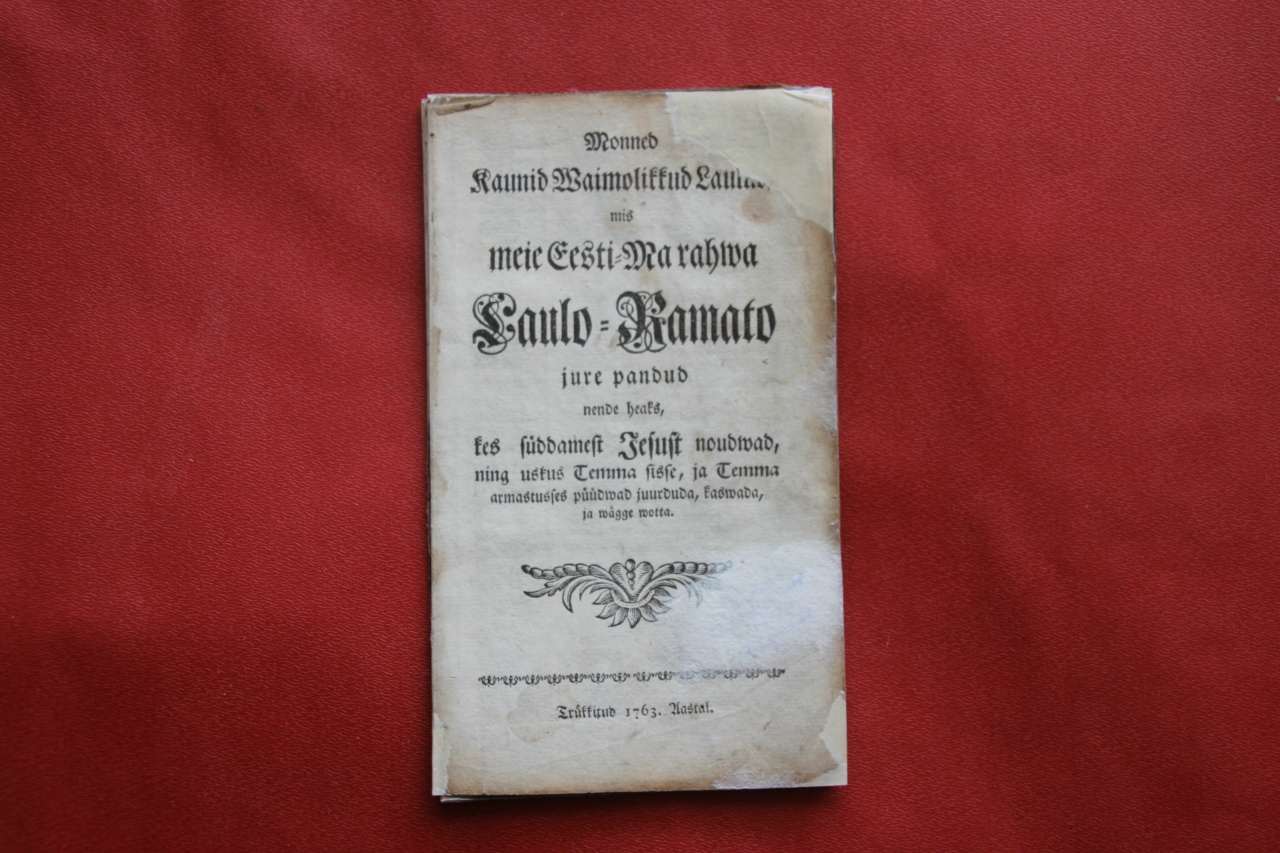 Monned
Kaunid Waimolikkud
mis
meie Eesti-Ma rahwa
Laulo-Ramato
jure pandud
nende heaks,
kes süddamest Jesust noudwad,
ning uskus Temma sisse, ja Temma
armastusses püüdwad juurduda, kaswada,
ja wägge wotta.
Trükkitud 1763. Aastal.